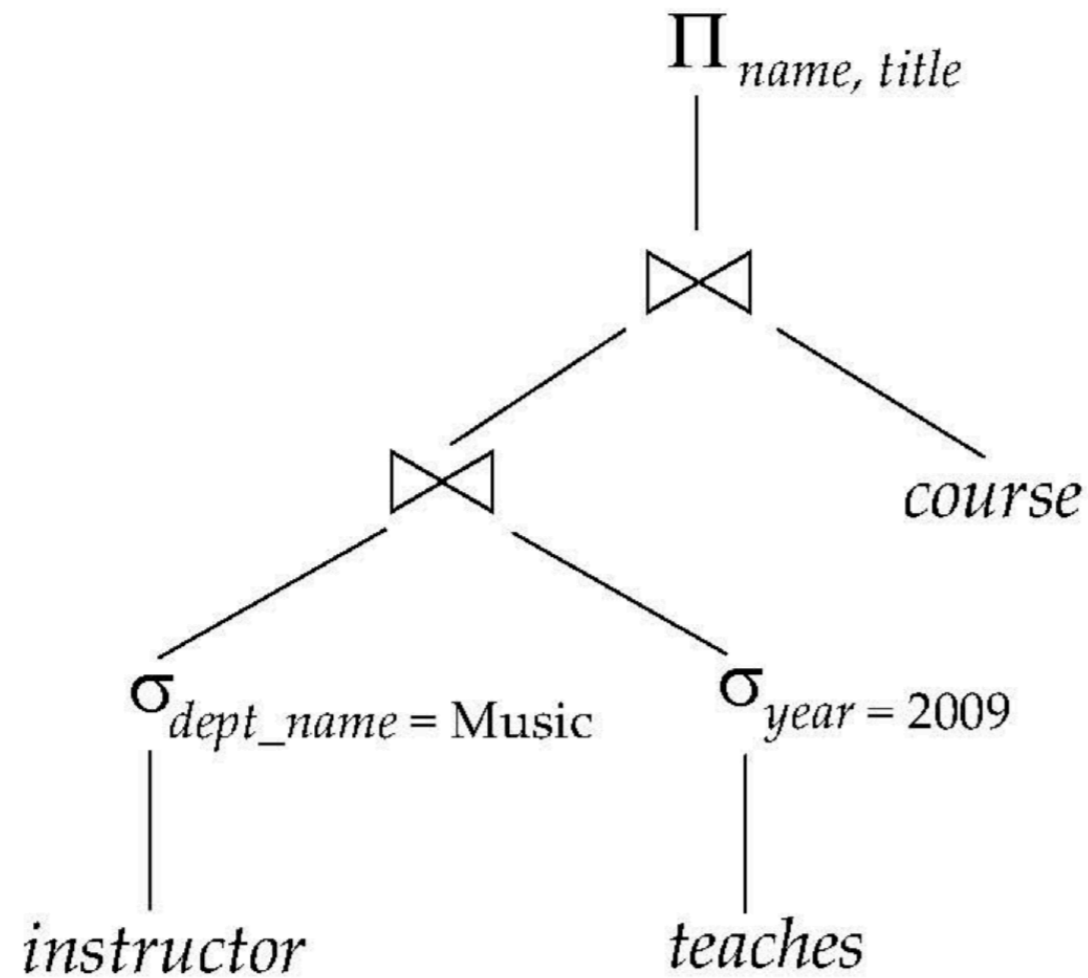 Π name, title
⋈
⋈
course
σ dept_name = Music
σ year = 2009
instructor
teaches